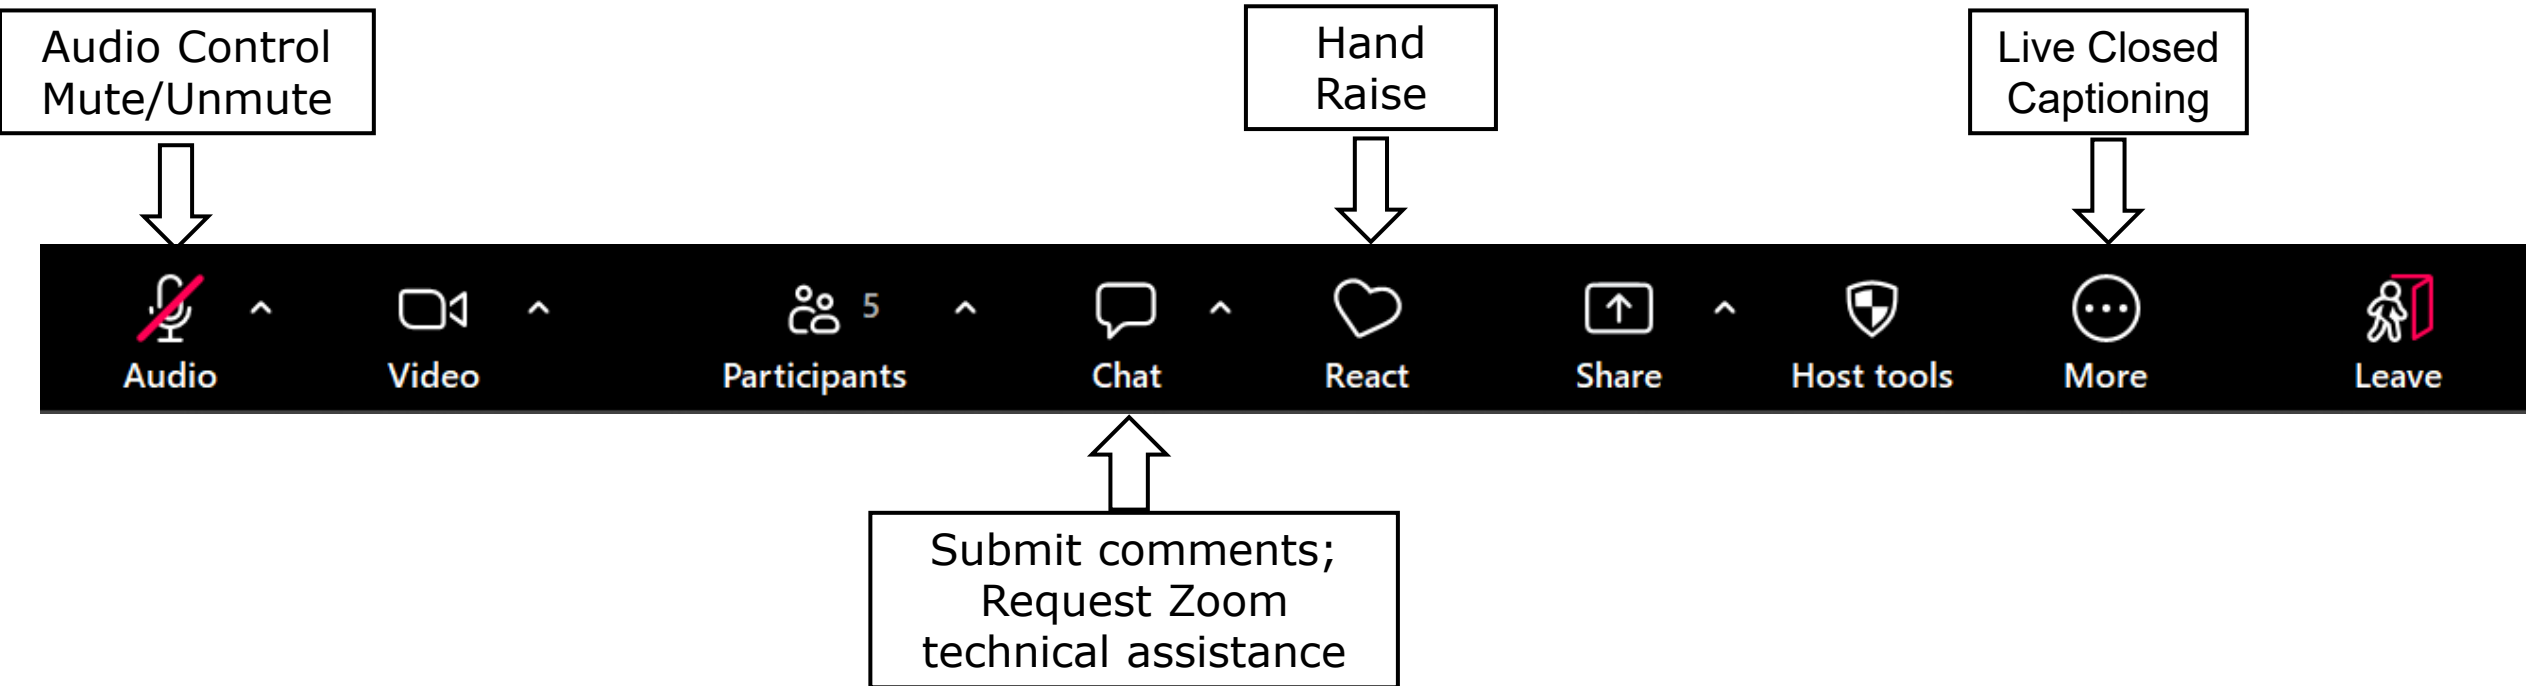 Audio Control
Mute/Unmute
Hand
Raise
Live Closed
Captioning
5
Audio
Video
Participants
Chat
React
Share
Host tools
More
Leave
Submit comments;
Request Zoom
technical assistance